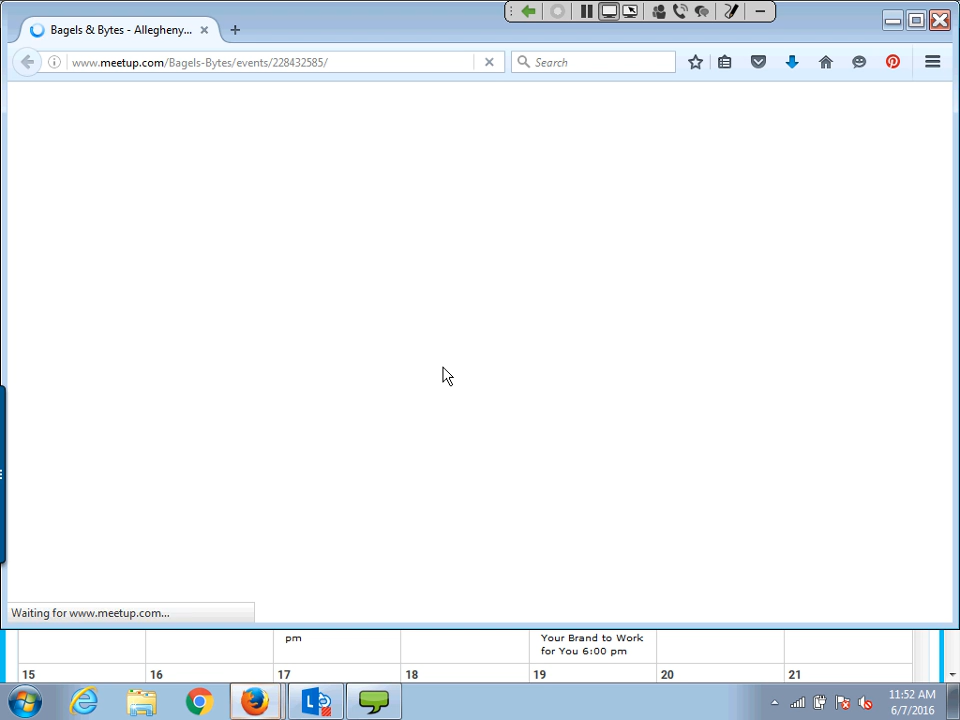 Bagels & Bytes - Allegheny...
www.meetup.com/Bagels-Bytes/events/228432585/
Search
Waiting for www.meetup.com...
pm
Your Brand to Work
for You 6:00 pm
15 16 17 18 19 20 21
11:52 AM
6/7/2016